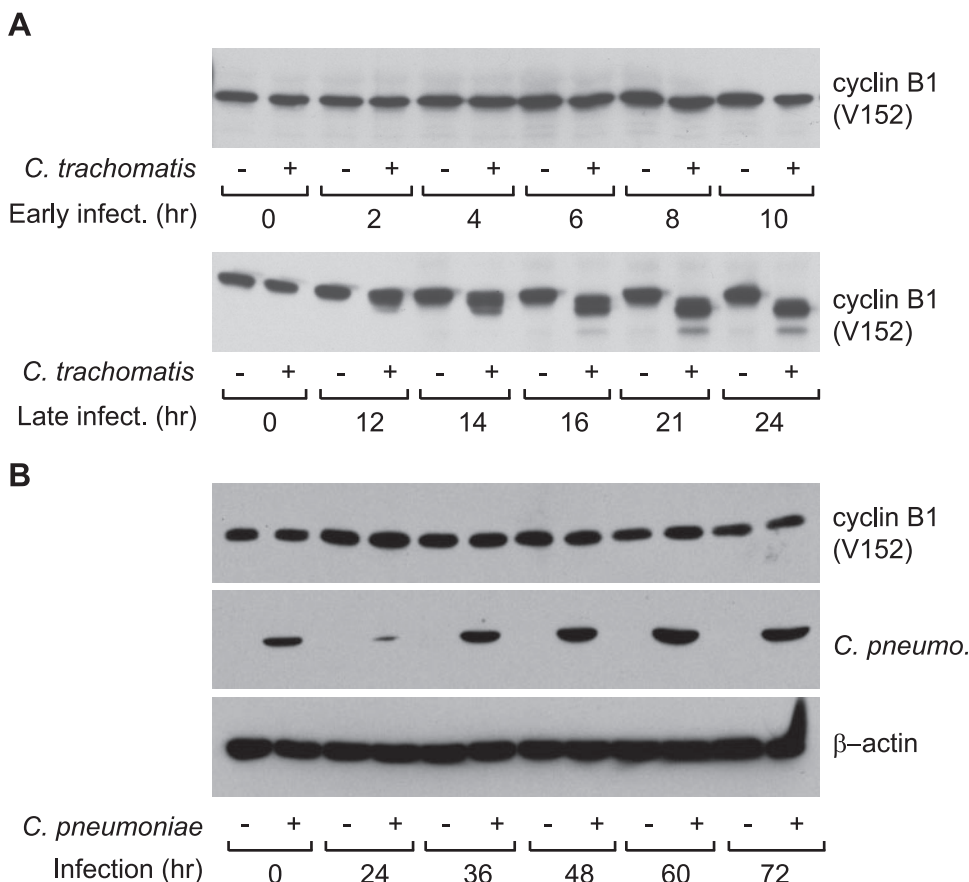 A
cyclin B1
(V152)
C. trachomatis - + - + - + - + - + - +
Early infect. (hr) 0 2 4 6 8 10
cyclin B1
(V152)
C. trachomatis - + - + - + - + - + - +
Late infect. (hr) 0 12 14 16 21 24
B
cyclin B1
(V152)
C. pneumo.
β–actin
C. pneumoniae - + - + - + - + - + - +
Infection (hr) 0 24 36 48 60 72